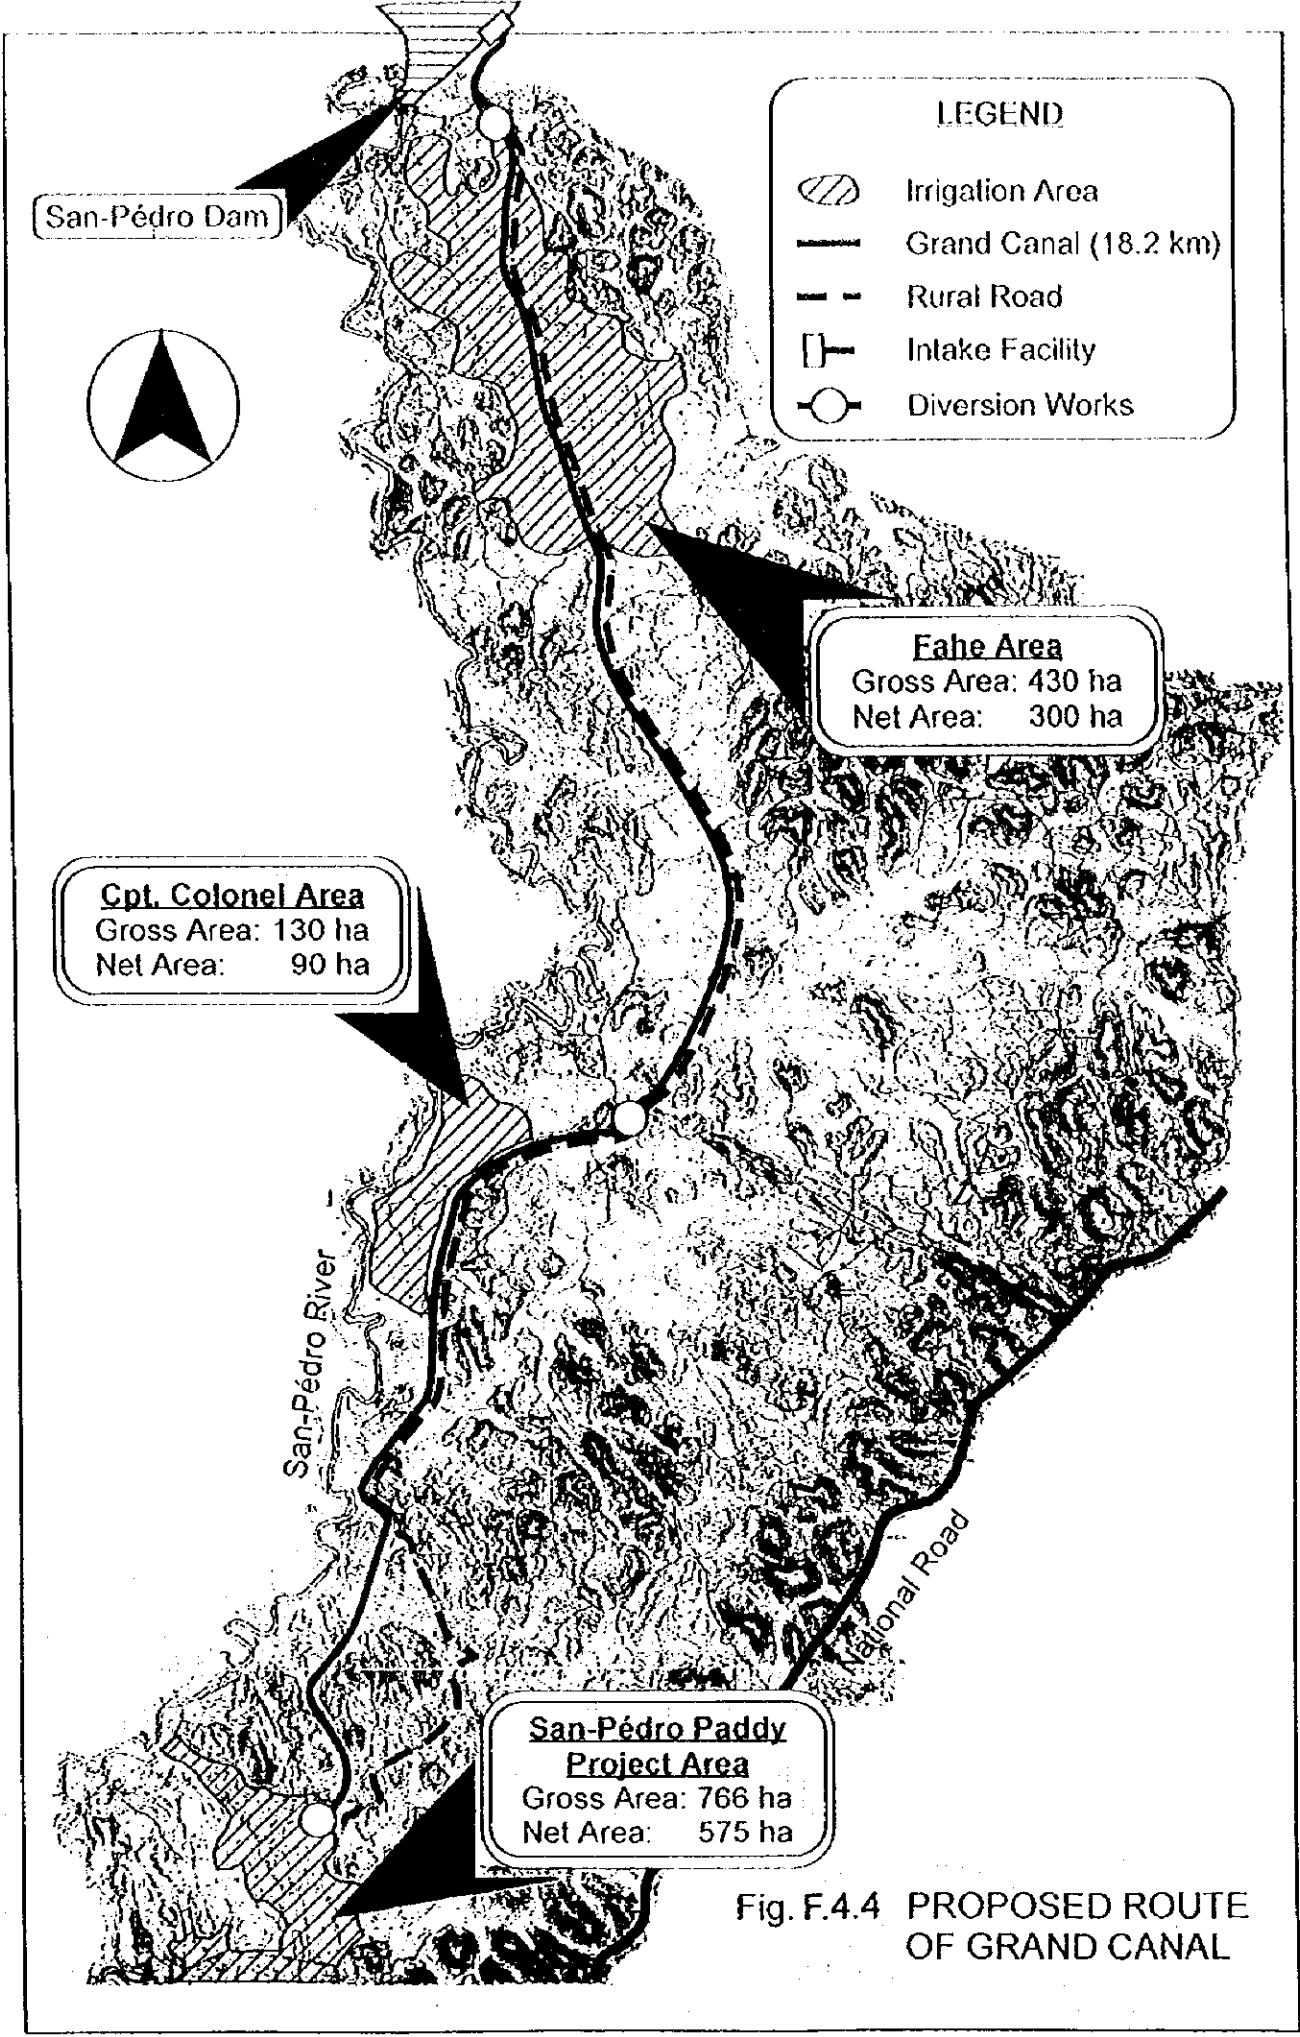 LEGEND
Irrigation Area
Grand Canal (18.2 km)
Rural Road
Intake Facility
Diversion Works
San-Pédro Dam
Fahe Area
Gross Area: 430 ha
Net Area: 300 ha
Cpt. Colonel Area
Gross Area: 130 ha
Net Area: 90 ha
San-Pédro River
National Road
San-Pédro Paddy
Project Area
Gross Area: 766 ha
Net Area: 575 ha
Fig. F.4.4 PROPOSED ROUTE
OF GRAND CANAL